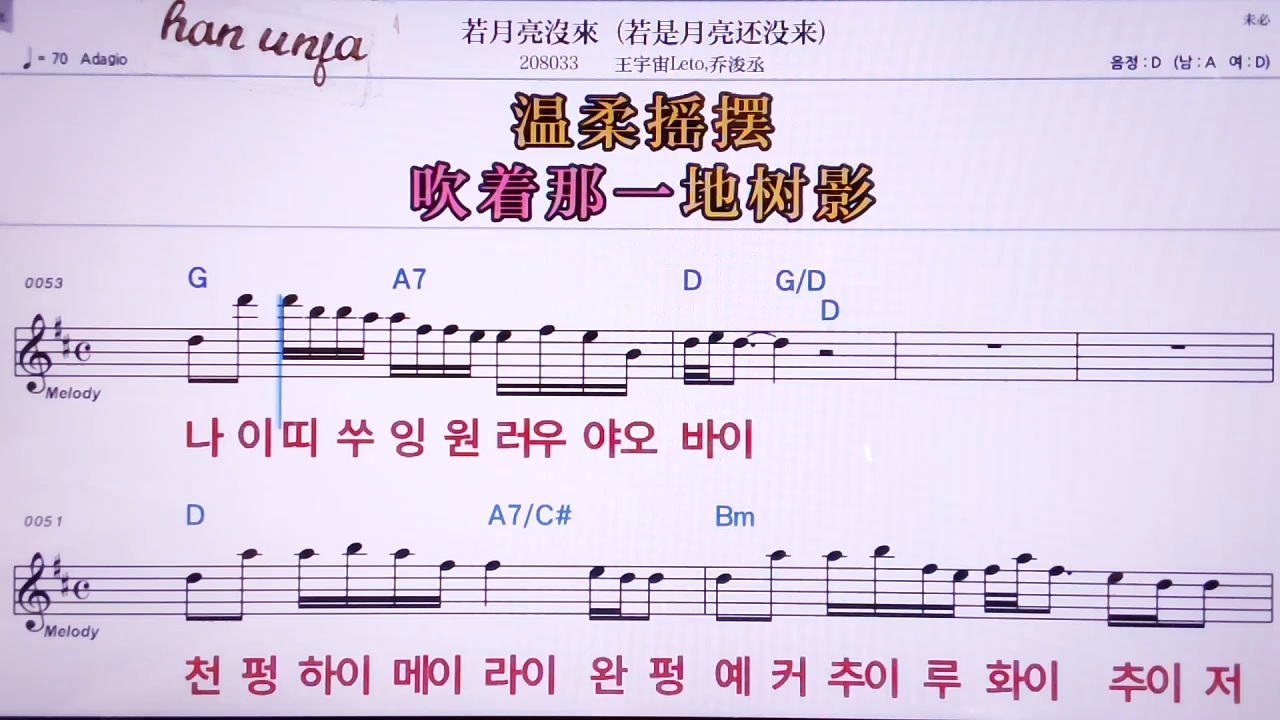 han unja
若月亮沒來 (若是月亮还没来)
未必
♩= 70 Adagio
208033 王宇宙Leto,乔浚丞
음정 : D (남 : A 여 : D)
温柔摇摆
吹着那一地树影
0053
G A7 D G/D
D
Melody
나 이 띠 쑤 잉 원 러우 야오 바이
0051
D A7/C# Bm
Melody
천 펑 하이 메이 라이 완 펑 예 커 추이 루 화이 추이 저